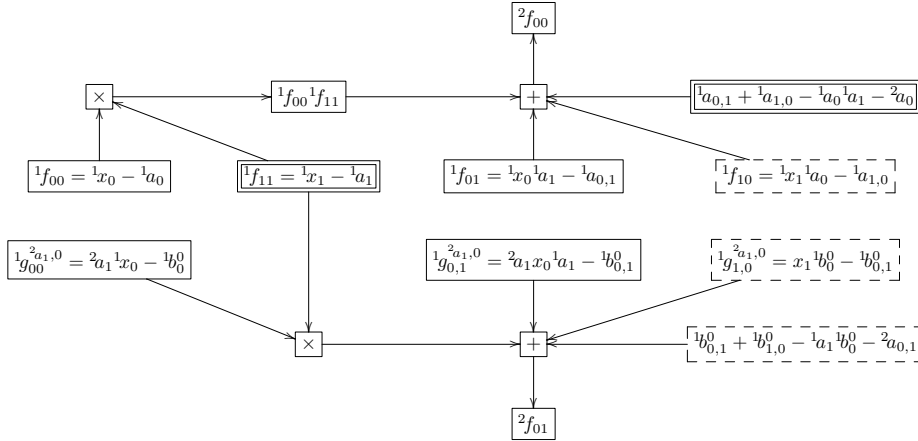 ²f₀₀
× ¹f₀₀¹f₁₁ + ¹a₀,₁ + ¹a₁,₀ − ¹a₀¹a₁ − ²a₀
¹f₀₀ = ¹x₀ − ¹a₀ ¹f₁₁ = ¹x₁ − ¹a₁ ¹f₀₁ = ¹x₀¹a₁ − ¹a₀,₁ ¹f₁₀ = ¹x₁¹a₀ − ¹a₁,₀
¹g₀₀^{²a₁,0} = ²a₁¹x₀ − ¹b₀⁰ ¹g₀,₁^{²a₁,0} = ²a₁x₀¹a₁ − ¹b₀,₁⁰ ¹g₁,₀^{²a₁,0} = x₁¹b₀⁰ − ¹b₀,₁⁰
× + ¹b₀,₁⁰ + ¹b₁,₀⁰ − ¹a₁¹b₀⁰ − ²a₀,₁
²f₀₁